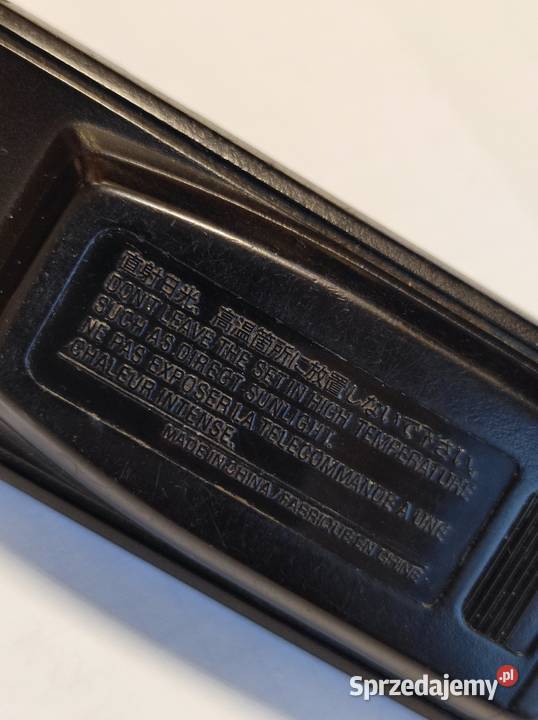 直射日光、高温箇所に放置しないで下さい。
DON'T LEAVE THE SET IN HIGH TEMPERATURE
SUCH AS DIRECT SUNLIGHT.
NE PAS EXPOSER LA TELECOMMANDE À UNE
CHALEUR INTENSE.
MADE IN CHINA/FABRIQUE EN CHINE
Sprzedajemy.pl